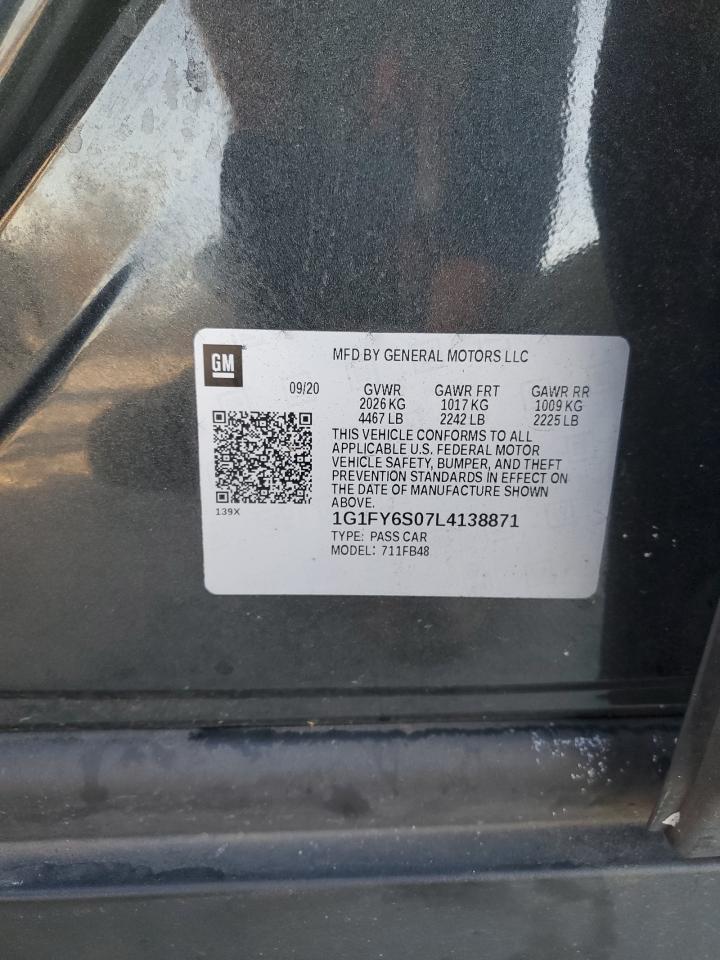 GM
MFD BY GENERAL MOTORS LLC
09/20 GVWR GAWR FRT GAWR RR
2026 KG 1017 KG 1009 KG
4467 LB 2242 LB 2225 LB
THIS VEHICLE CONFORMS TO ALL
APPLICABLE U.S. FEDERAL MOTOR
VEHICLE SAFETY, BUMPER, AND THEFT
PREVENTION STANDARDS IN EFFECT ON
THE DATE OF MANUFACTURE SHOWN
ABOVE.
139X
1G1FY6S07L4138871
TYPE: PASS CAR
MODEL: 711FB48